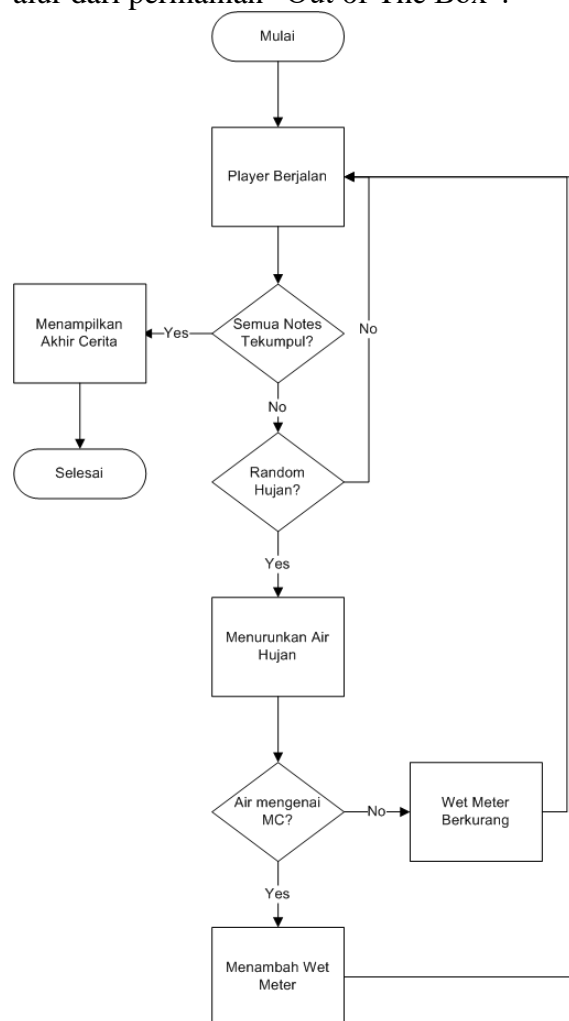 alur dari permainan "Out of The Box".
Mulai
Player Berjalan
Semua Notes
Tekumpul?
Yes
Menampilkan
Akhir Cerita
Selesai
No
Random
Hujan?
No
Yes
Menurunkan Air
Hujan
Air mengenai
MC?
No
Wet Meter
Berkurang
Yes
Menambah Wet
Meter